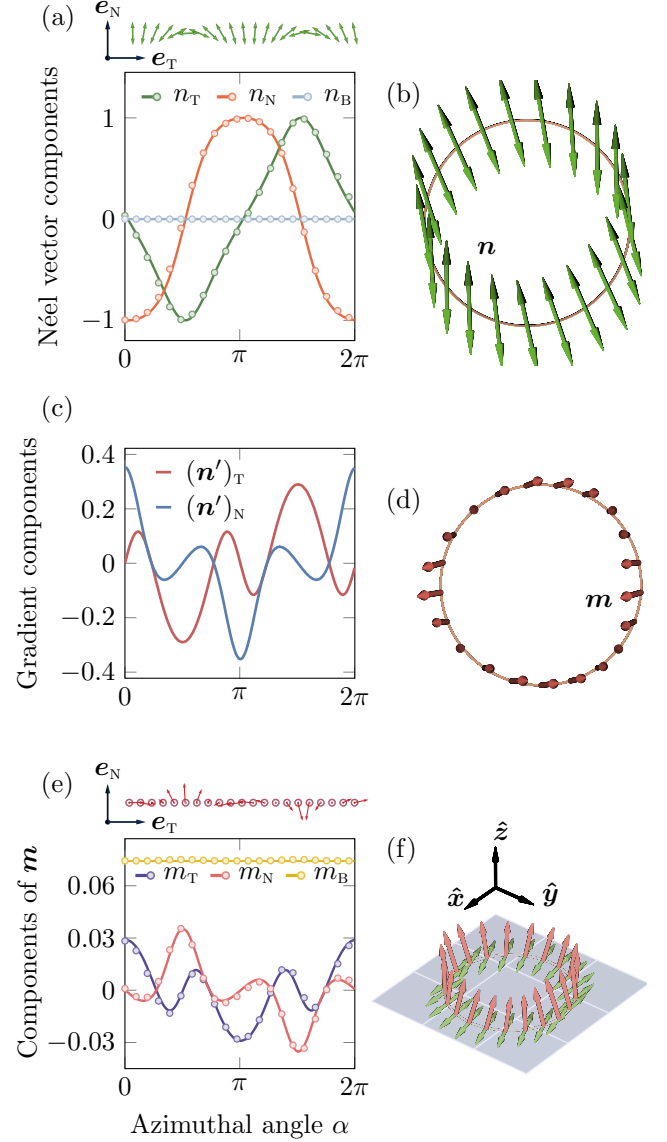 (a)
e_N
e_T
n_T n_N n_B
Néel vector components
1
0
−1
0 π 2π
(b)
n
(c)
Gradient components
0.4
0.2
0
−0.2
−0.4
(n′)_T
(n′)_N
0 π 2π
(d)
m
(e)
e_N
e_T
Components of m
0.06
0.03
0
−0.03
m_T m_N m_B
0 π 2π
Azimuthal angle α
(f)
ẑ
x̂ ŷ